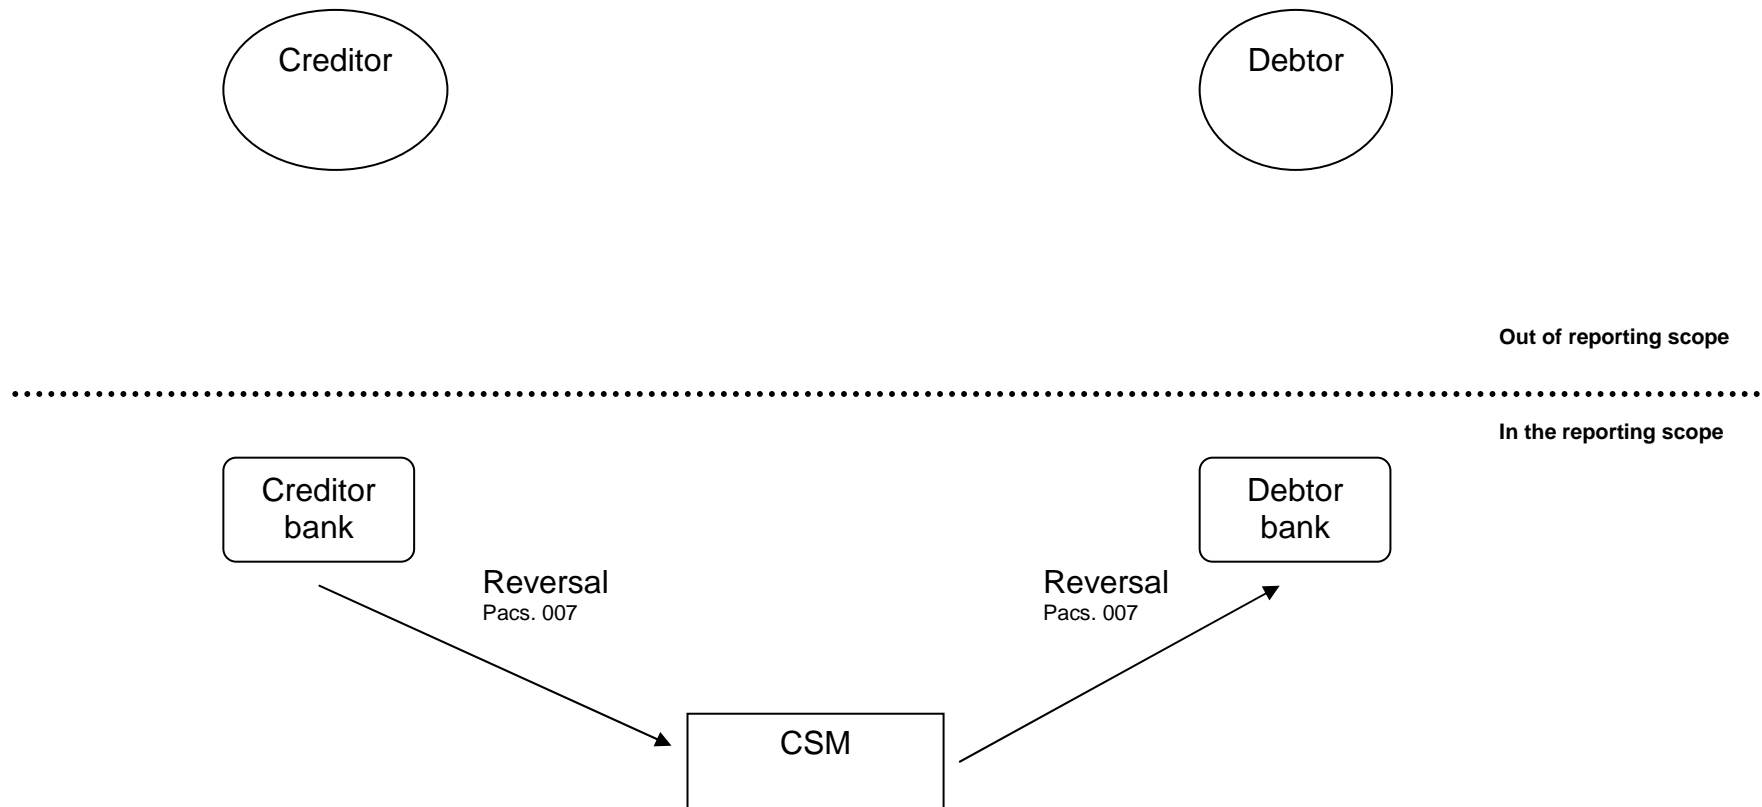 Creditor
Debtor
Out of reporting scope
In the reporting scope
Creditor
bank
Debtor
bank
Reversal
Pacs. 007
Reversal
Pacs. 007
CSM